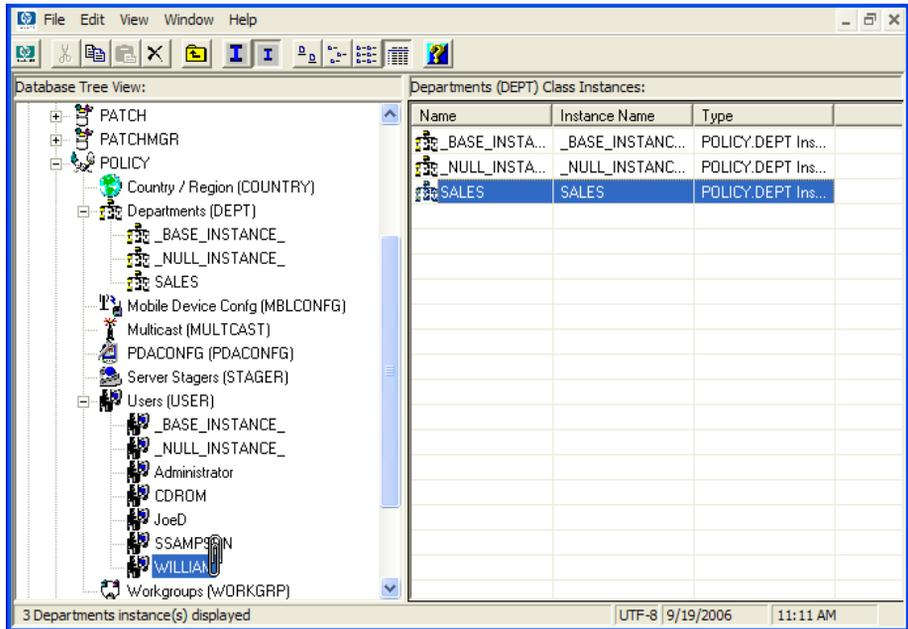 File Edit View Window Help
Database Tree View:
Departments (DEPT) Class Instances:
PATCH
PATCHMGR
POLICY
Country / Region (COUNTRY)
Departments (DEPT)
_BASE_INSTANCE_
_NULL_INSTANCE_
SALES
Mobile Device Confg (MBLCONFG)
Multicast (MULTCAST)
PDACONFG (PDACONFG)
Server Stagers (STAGER)
Users (USER)
_BASE_INSTANCE_
_NULL_INSTANCE_
Administrator
CDROM
JoeD
SSAMPSON
Workgroups (WORKGRP)
Name Instance Name Type
_BASE_INSTA... _BASE_INSTANC... POLICY.DEPT Ins...
_NULL_INSTA... _NULL_INSTANC... POLICY.DEPT Ins...
SALES SALES POLICY.DEPT Ins...
3 Departments instance(s) displayed UTF-8 9/19/2006 11:11 AM